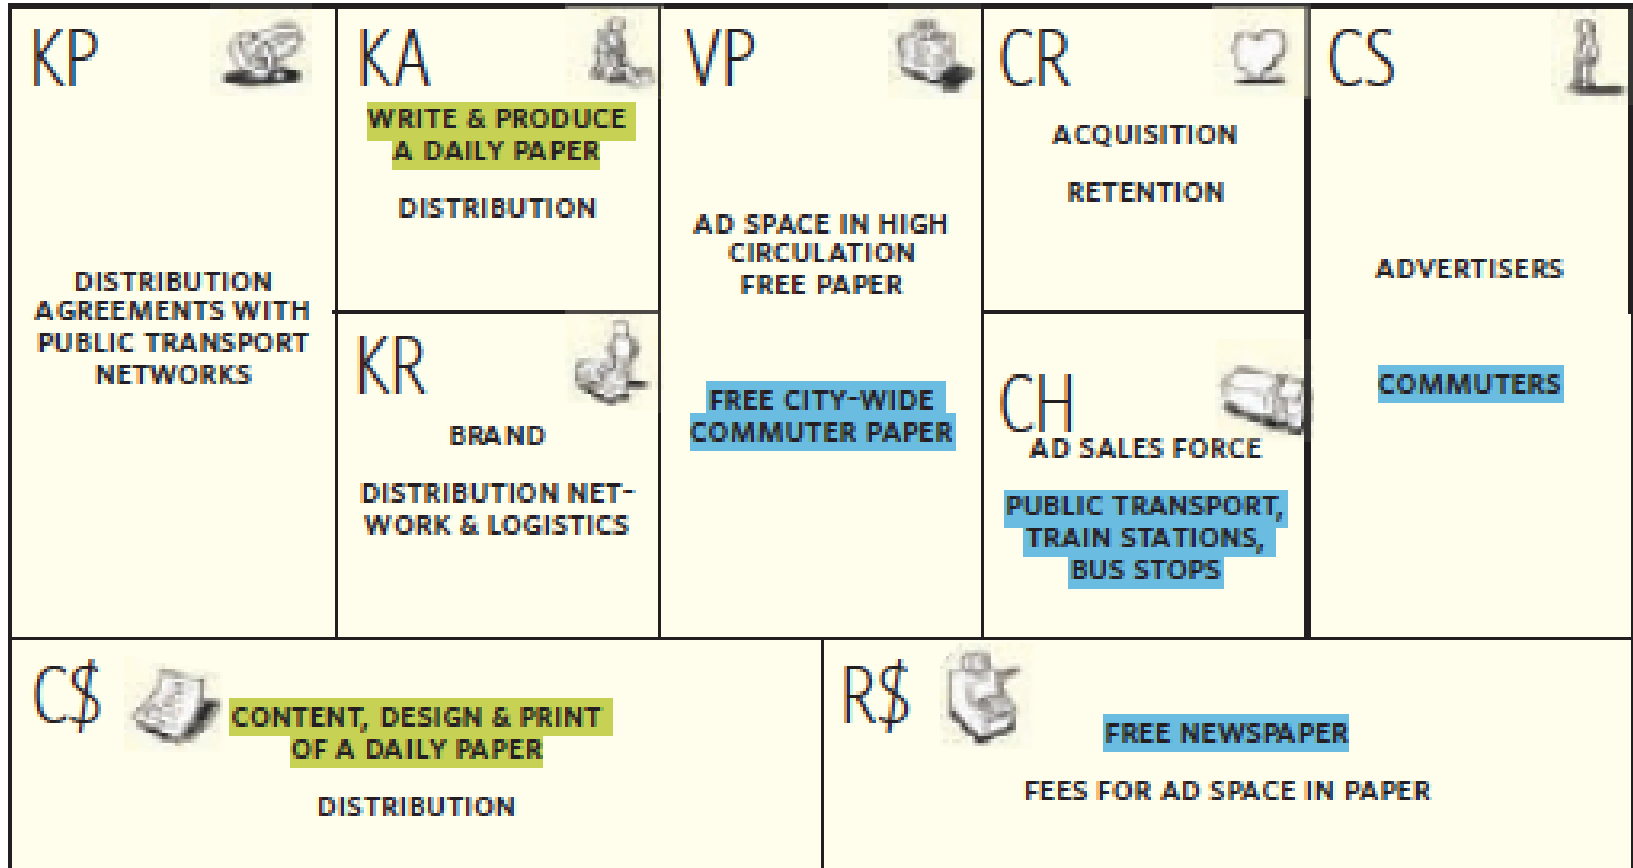 KP
DISTRIBUTION
AGREEMENTS WITH
PUBLIC TRANSPORT
NETWORKS
KA
WRITE & PRODUCE
A DAILY PAPER
DISTRIBUTION
KR
BRAND
DISTRIBUTION NET-
WORK & LOGISTICS
VP
AD SPACE IN HIGH
CIRCULATION
FREE PAPER
FREE CITY-WIDE
COMMUTER PAPER
CR
ACQUISITION
RETENTION
CH
AD SALES FORCE
PUBLIC TRANSPORT,
TRAIN STATIONS,
BUS STOPS
CS
ADVERTISERS
COMMUTERS
C$
CONTENT, DESIGN & PRINT
OF A DAILY PAPER
DISTRIBUTION
R$
FREE NEWSPAPER
FEES FOR AD SPACE IN PAPER